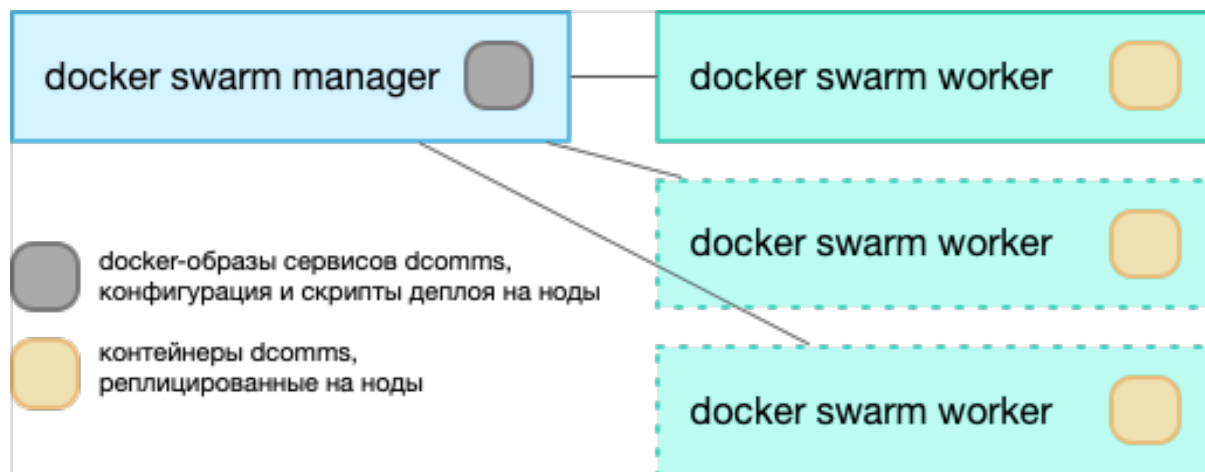 docker swarm manager
docker swarm worker
docker swarm worker
docker-образы сервисов dcomms,
конфигурация и скрипты деплоя на ноды
контейнеры dcomms,
реплицированные на ноды
docker swarm worker